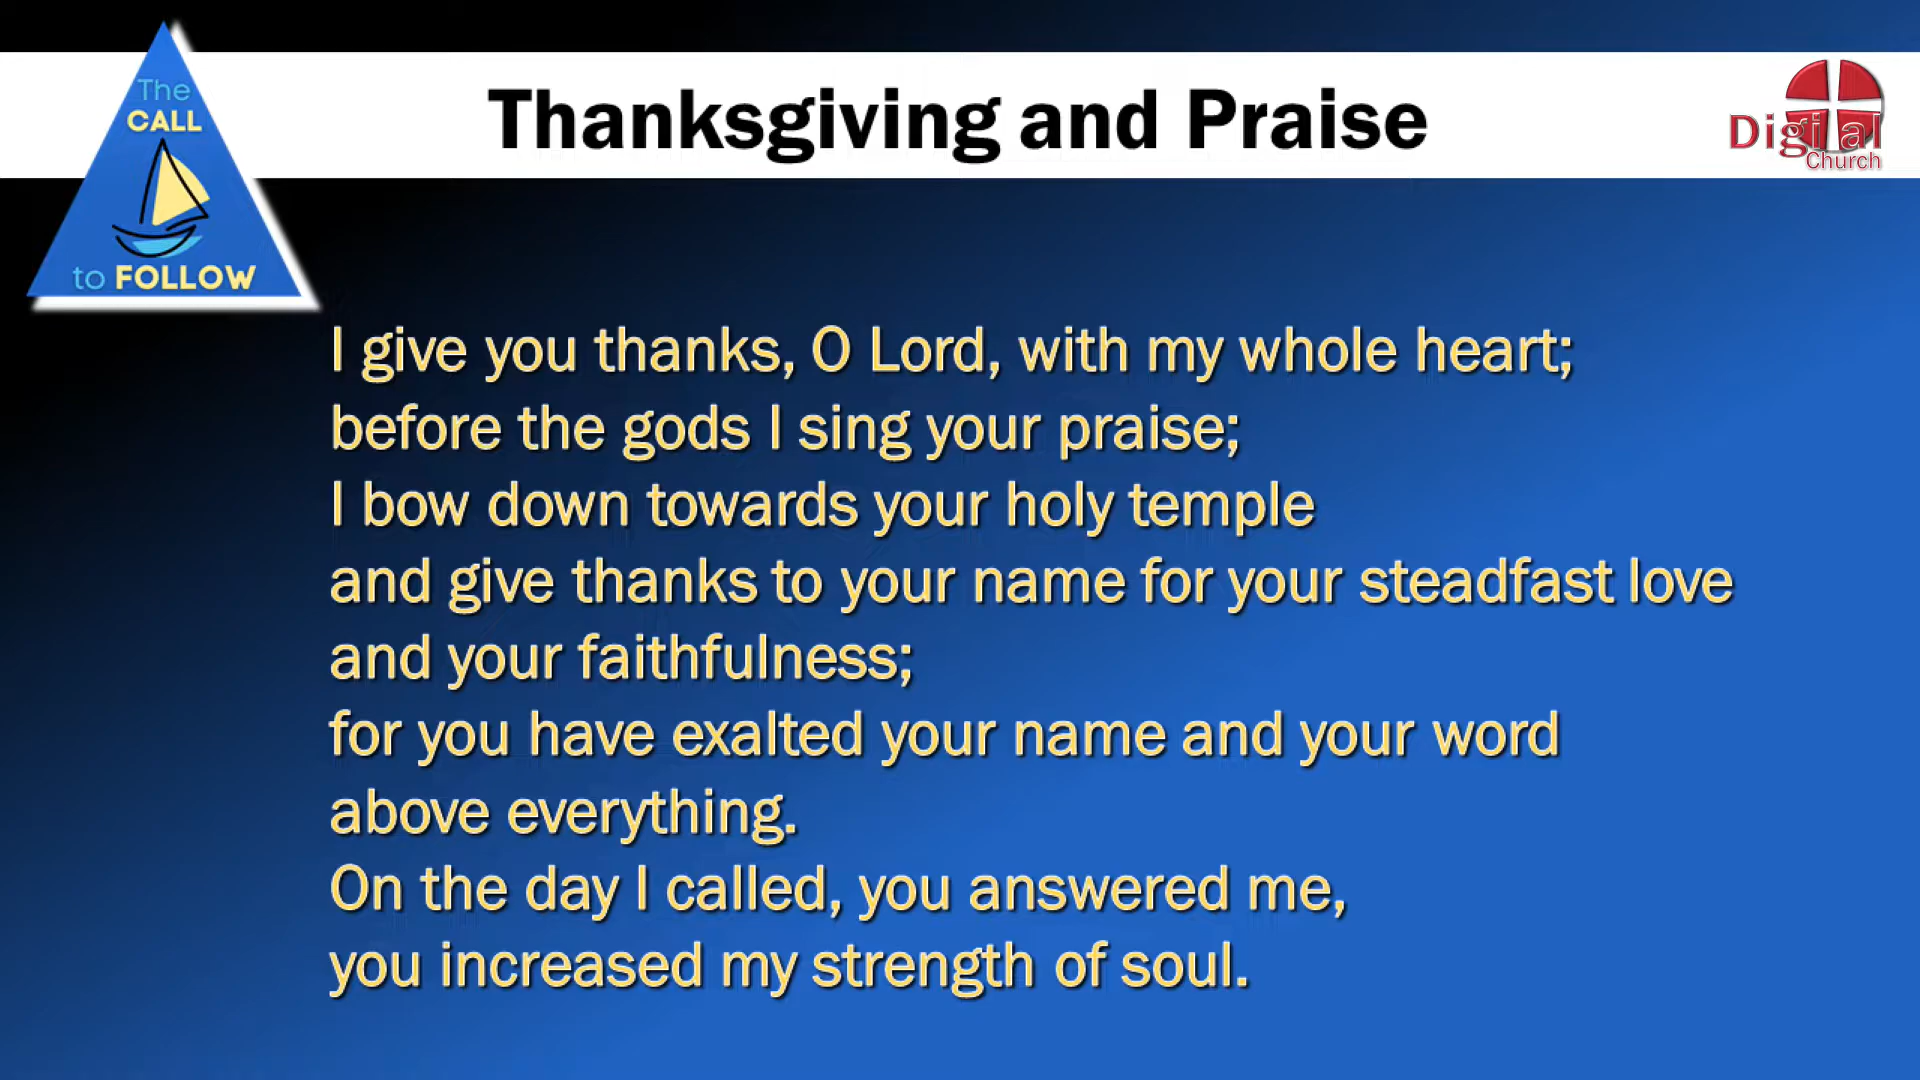 The
CALL
to FOLLOW
Thanksgiving and Praise
Digital
Church
I give you thanks, O Lord, with my whole heart;
before the gods I sing your praise;
I bow down towards your holy temple
and give thanks to your name for your steadfast love
and your faithfulness;
for you have exalted your name and your word
above everything.
On the day I called, you answered me,
you increased my strength of soul.